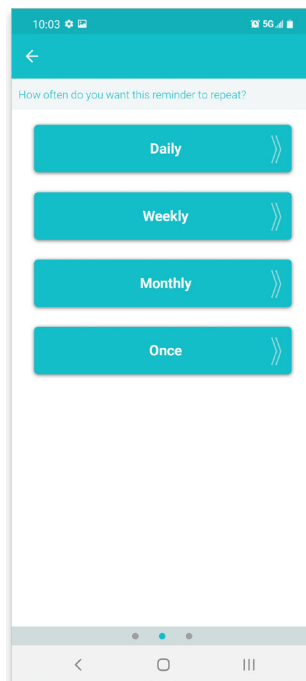 10:03 5G
How often do you want this reminder to repeat?
Daily
Weekly
Monthly
Once